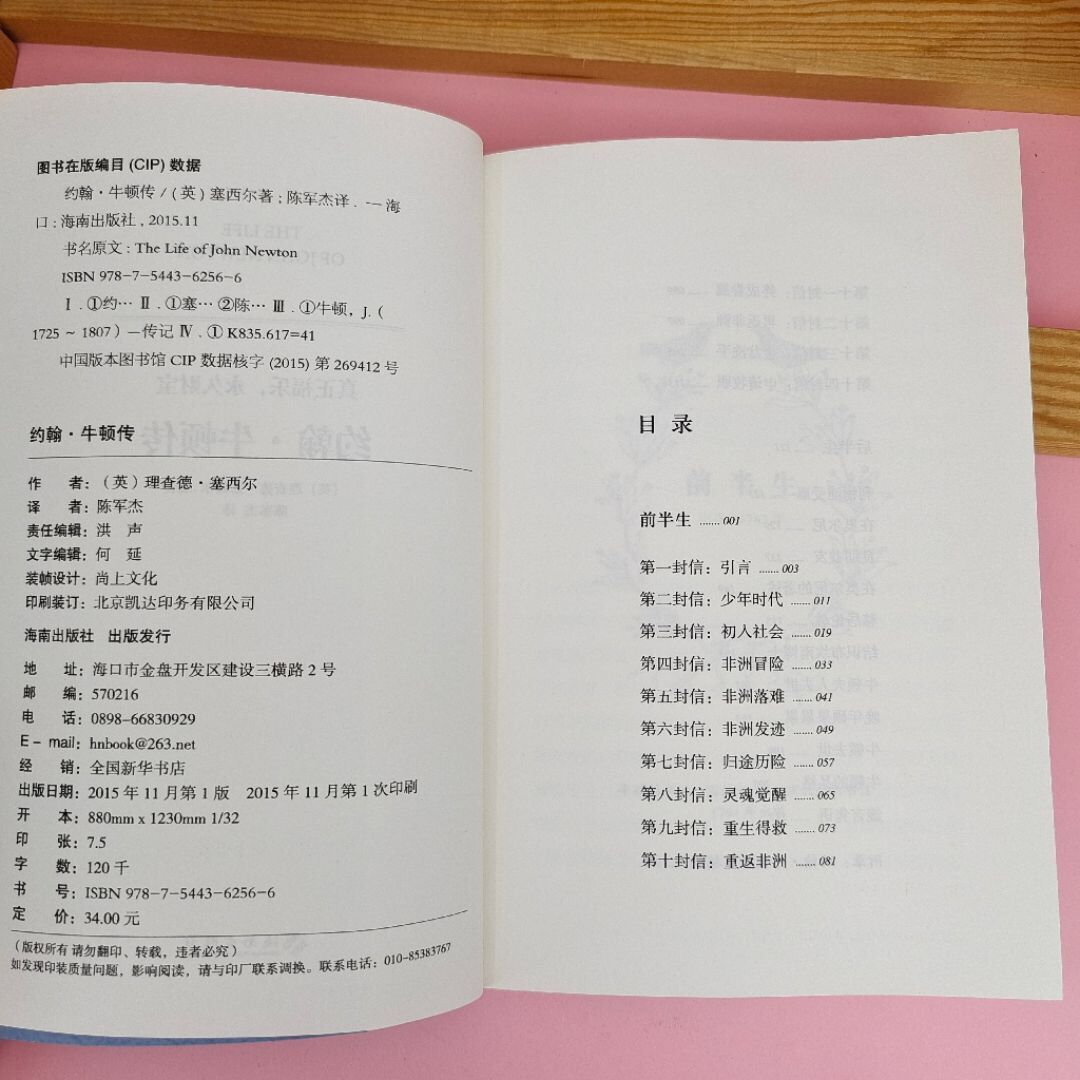 图书在版编目 (CIP) 数据
约翰·牛顿传 / (英) 塞西尔著; 陈军杰译. — 海
口: 海南出版社, 2015.11
书名原文: The Life of John Newton
ISBN 978-7-5443-6256-6
Ⅰ. ①约… Ⅱ. ①塞… ②陈… Ⅲ. ①牛顿, J. (
1725 ~ 1807) —传记 Ⅳ. ① K835.617=41
中国版本图书馆 CIP 数据核字 (2015) 第 269412 号
约翰·牛顿传
作 者: (英) 理查德·塞西尔
译 者: 陈军杰
责任编辑: 洪 声
文字编辑: 何 延
装帧设计: 尚上文化
印刷装订: 北京凯达印务有限公司
海南出版社 出版发行
地 址: 海口市金盘开发区建设三横路 2 号
邮 编: 570216
电 话: 0898-66830929
E-mail: hnbook@263.net
经 销: 全国新华书店
出版日期: 2015 年 11 月第 1 版 2015 年 11 月第 1 次印刷
开 本: 880mm x 1230mm 1/32
印 张: 7.5
字 数: 120 千
书 号: ISBN 978-7-5443-6256-6
定 价: 34.00 元
(版权所有 请勿翻印、转载, 违者必究)
如发现印装质量问题, 影响阅读, 请与印厂联系调换。联系电话: 010-85383767
目 录
前半生 ....... 001
第一封信: 引言 ....... 003
第二封信: 少年时代 ....... 011
第三封信: 初入社会 ....... 019
第四封信: 非洲冒险 ....... 033
第五封信: 非洲落难 ....... 041
第六封信: 非洲发迹 ....... 049
第七封信: 归途历险 ....... 057
第八封信: 灵魂觉醒 ....... 065
第九封信: 重生得救 ....... 073
第十封信: 重返非洲 ....... 081